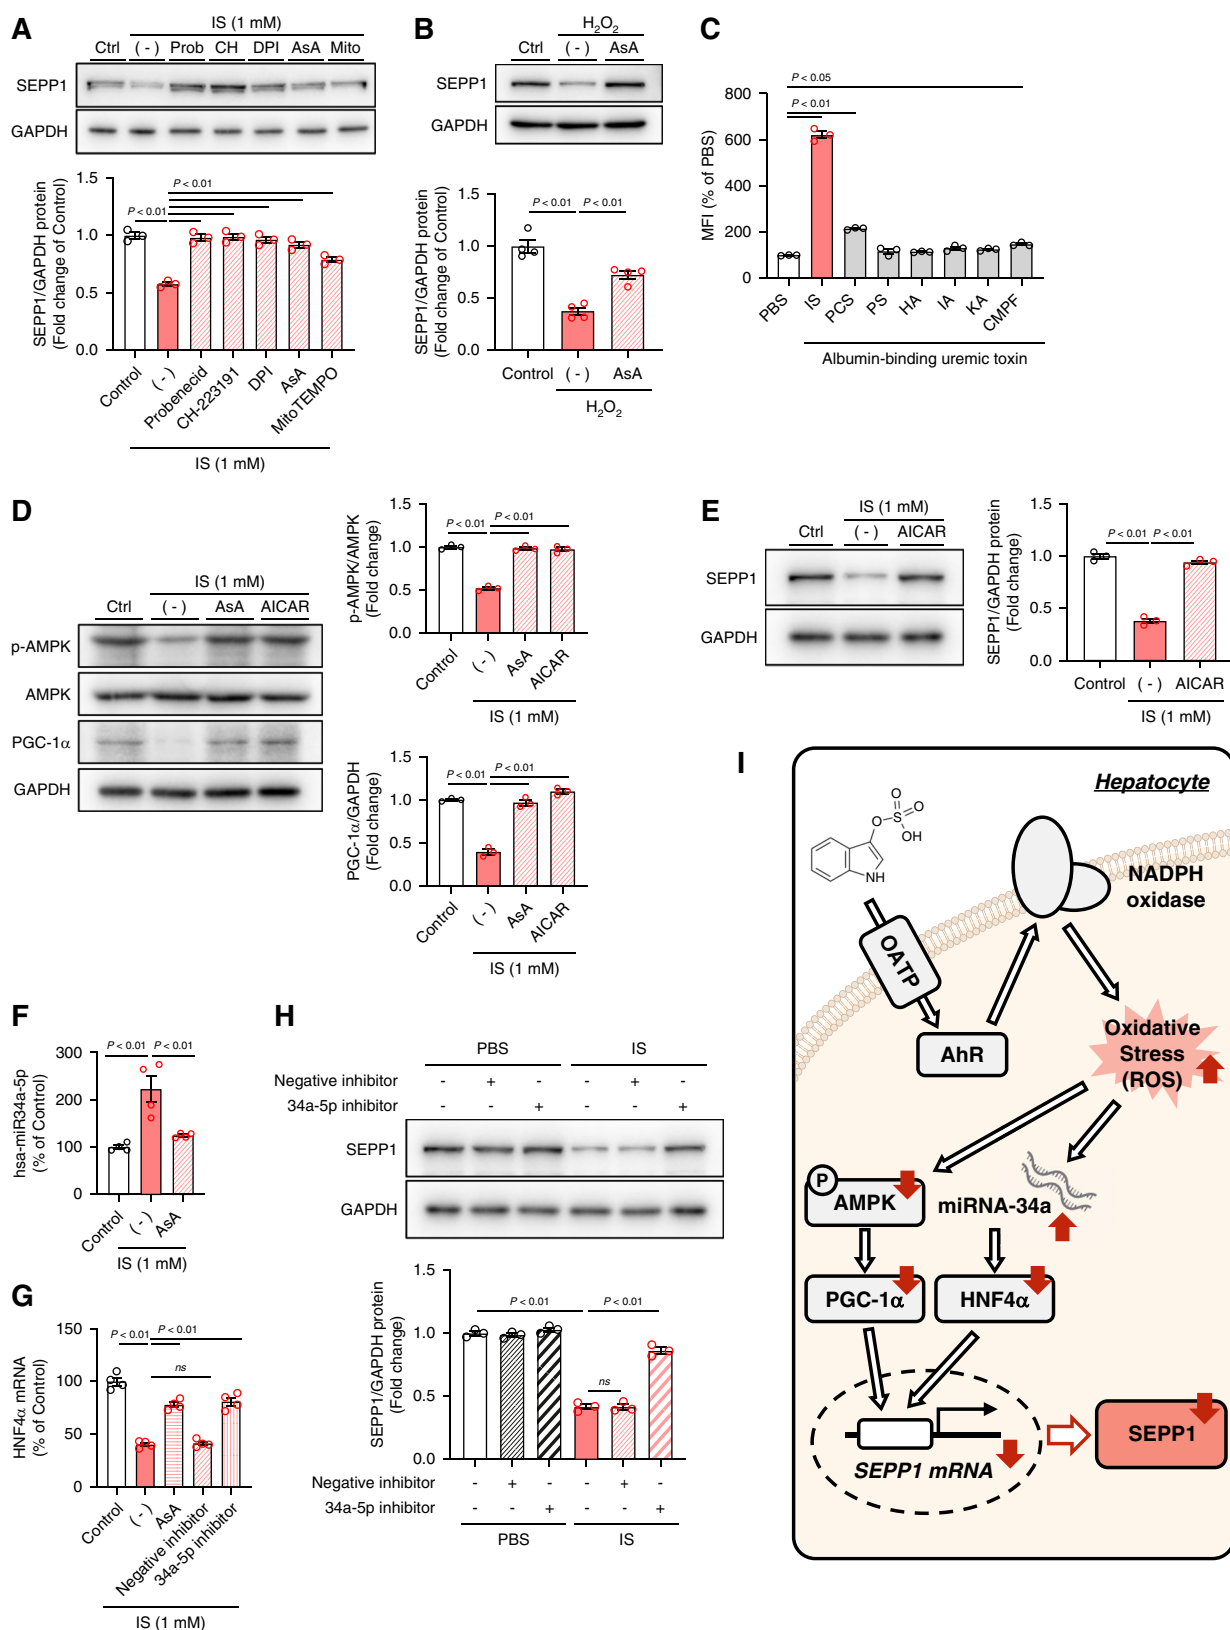 A
IS (1 mM)
Ctrl (-) Prob CH DPI AsA Mito
SEPP1
GAPDH
SEPP1/GAPDH protein
(Fold change of Control)
1.5
1.0
0.5
0.0
P < 0.01
P < 0.01
Control
(-)
Probenecid
CH-223191
DPI
AsA
MitoTEMPO
IS (1 mM)
B
H2O2
Ctrl (-) AsA
SEPP1
GAPDH
SEPP1/GAPDH protein
(Fold change of Control)
1.5
1.0
0.5
0.0
P < 0.01 P < 0.01
Control (-) AsA
H2O2
C
P < 0.05
P < 0.01
MFI (% of PBS)
800
600
400
200
0
PBS
IS
PCS
PS
HA
IA
KA
CMPF
Albumin-binding uremic toxin
D
IS (1 mM)
Ctrl (-) AsA AICAR
p-AMPK
AMPK
PGC-1α
GAPDH
p-AMPK/AMPK
(Fold change)
1.5
1.0
0.5
0.0
P < 0.01 P < 0.01
Control
(-)
AsA
AICAR
IS (1 mM)
PGC-1α/GAPDH
(Fold change)
1.5
1.0
0.5
0.0
P < 0.01 P < 0.01
Control
(-)
AsA
AICAR
IS (1 mM)
E
IS (1 mM)
Ctrl (-) AICAR
SEPP1
GAPDH
SEPP1/GAPDH protein
(Fold change)
1.5
1.0
0.5
0.0
P < 0.01 P < 0.01
Control (-) AICAR
IS (1 mM)
F
hsa-miR34a-5p
(% of Control)
300
200
100
0
P < 0.01 P < 0.01
Control
(-)
AsA
IS (1 mM)
G
HNF4α mRNA
(% of Control)
150
100
50
0
P < 0.01 P < 0.01
ns
Control
(-)
AsA
Negative inhibitor
34a-5p inhibitor
IS (1 mM)
H
PBS IS
Negative inhibitor - + - - + -
34a-5p inhibitor - - + - - +
SEPP1
GAPDH
SEPP1/GAPDH protein
(Fold change)
1.5
1.0
0.5
0.0
P < 0.01 P < 0.01
ns
Negative inhibitor - + - - + -
34a-5p inhibitor - - + - - +
PBS IS
I
Hepatocyte
O
O
S
O
OH
NH
NADPH
oxidase
OATP
AhR
Oxidative
Stress
(ROS)
P
AMPK
miRNA-34a
PGC-1α
HNF4α
SEPP1 mRNA
SEPP1